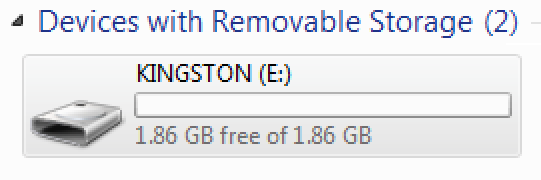 Devices with Removable Storage (2)
KINGSTON (E:)
1.86 GB free of 1.86 GB